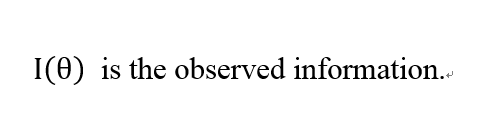 I(θ) is the observed information.